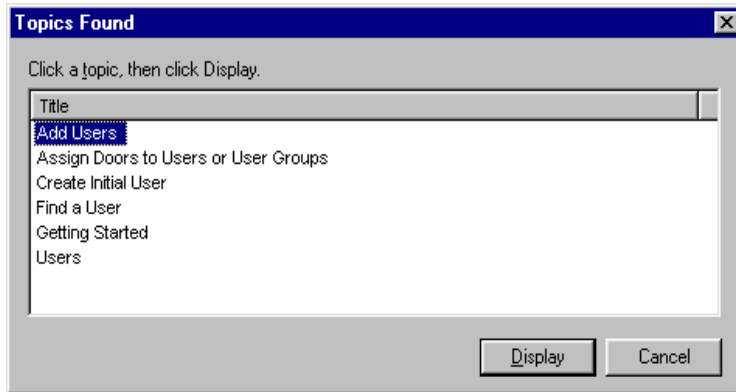 Topics Found
Click a topic, then click Display.
Title
Add Users
Assign Doors to Users or User Groups
Create Initial User
Find a User
Getting Started
Users
Display
Cancel